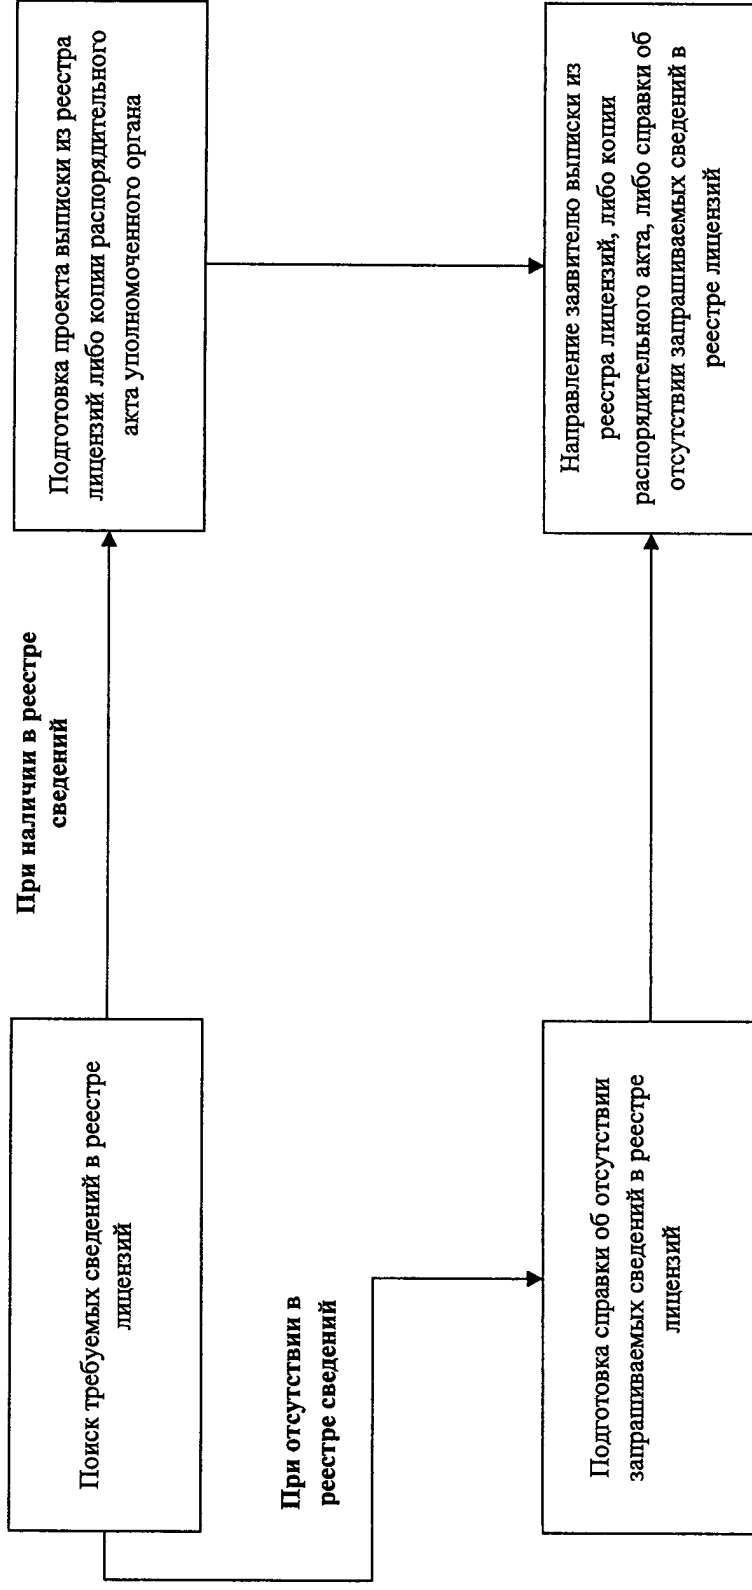 Поиск требуемых сведений в реестре
лицензий
При наличии в реестре
сведений
Подготовка проекта выписки из реестра
лицензий либо копии распорядительного
акта уполномоченного органа
При отсутствии в
реестре сведений
Подготовка справки об отсутствии
запрашиваемых сведений в реестре
лицензий
Направление заявителю выписки из
реестра лицензий, либо копии
распорядительного акта, либо справки об
отсутствии запрашиваемых сведений в
реестре лицензий